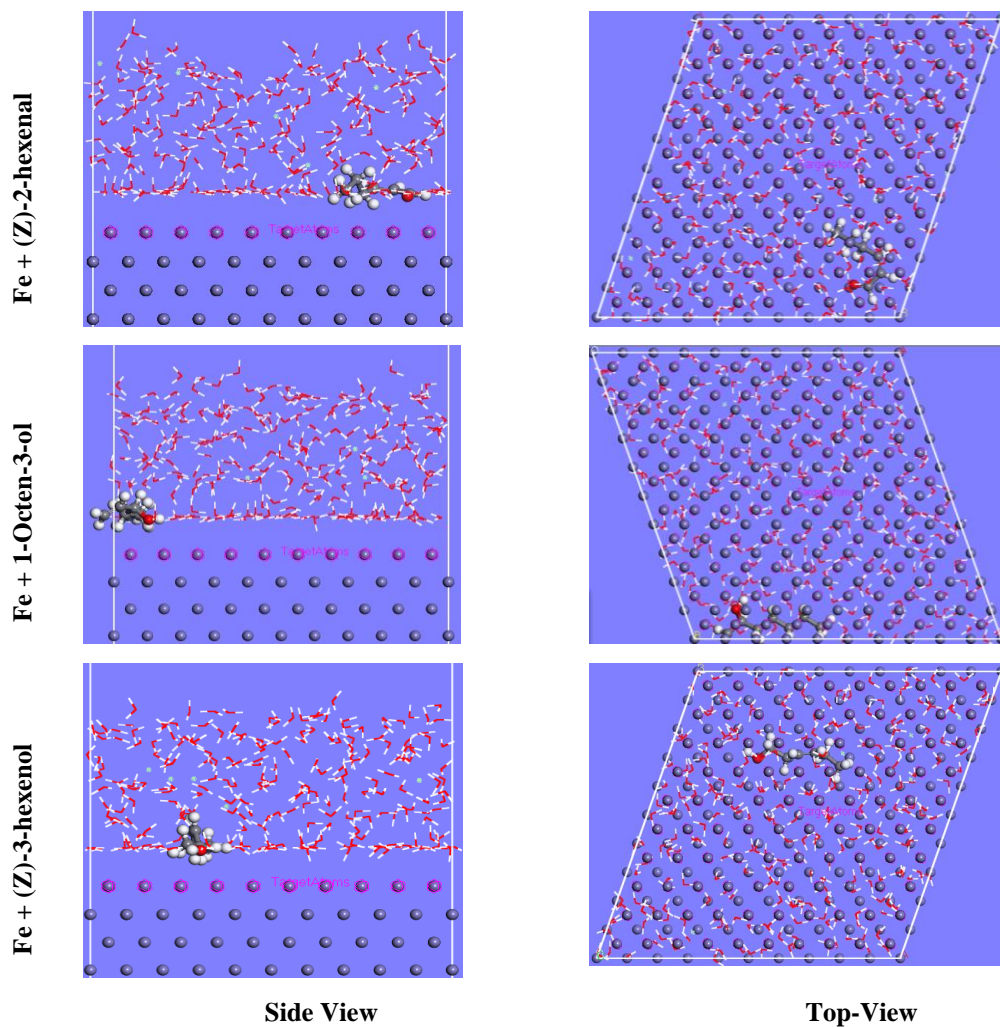 Fe + (Z)-2-hexenal
TargetAtoms
TargetAtoms
Fe + 1-Octen-3-ol
TargetAtoms
TargetAtoms
Fe + (Z)-3-hexenol
TargetAtoms
TargetAtoms
Side View
Top-View